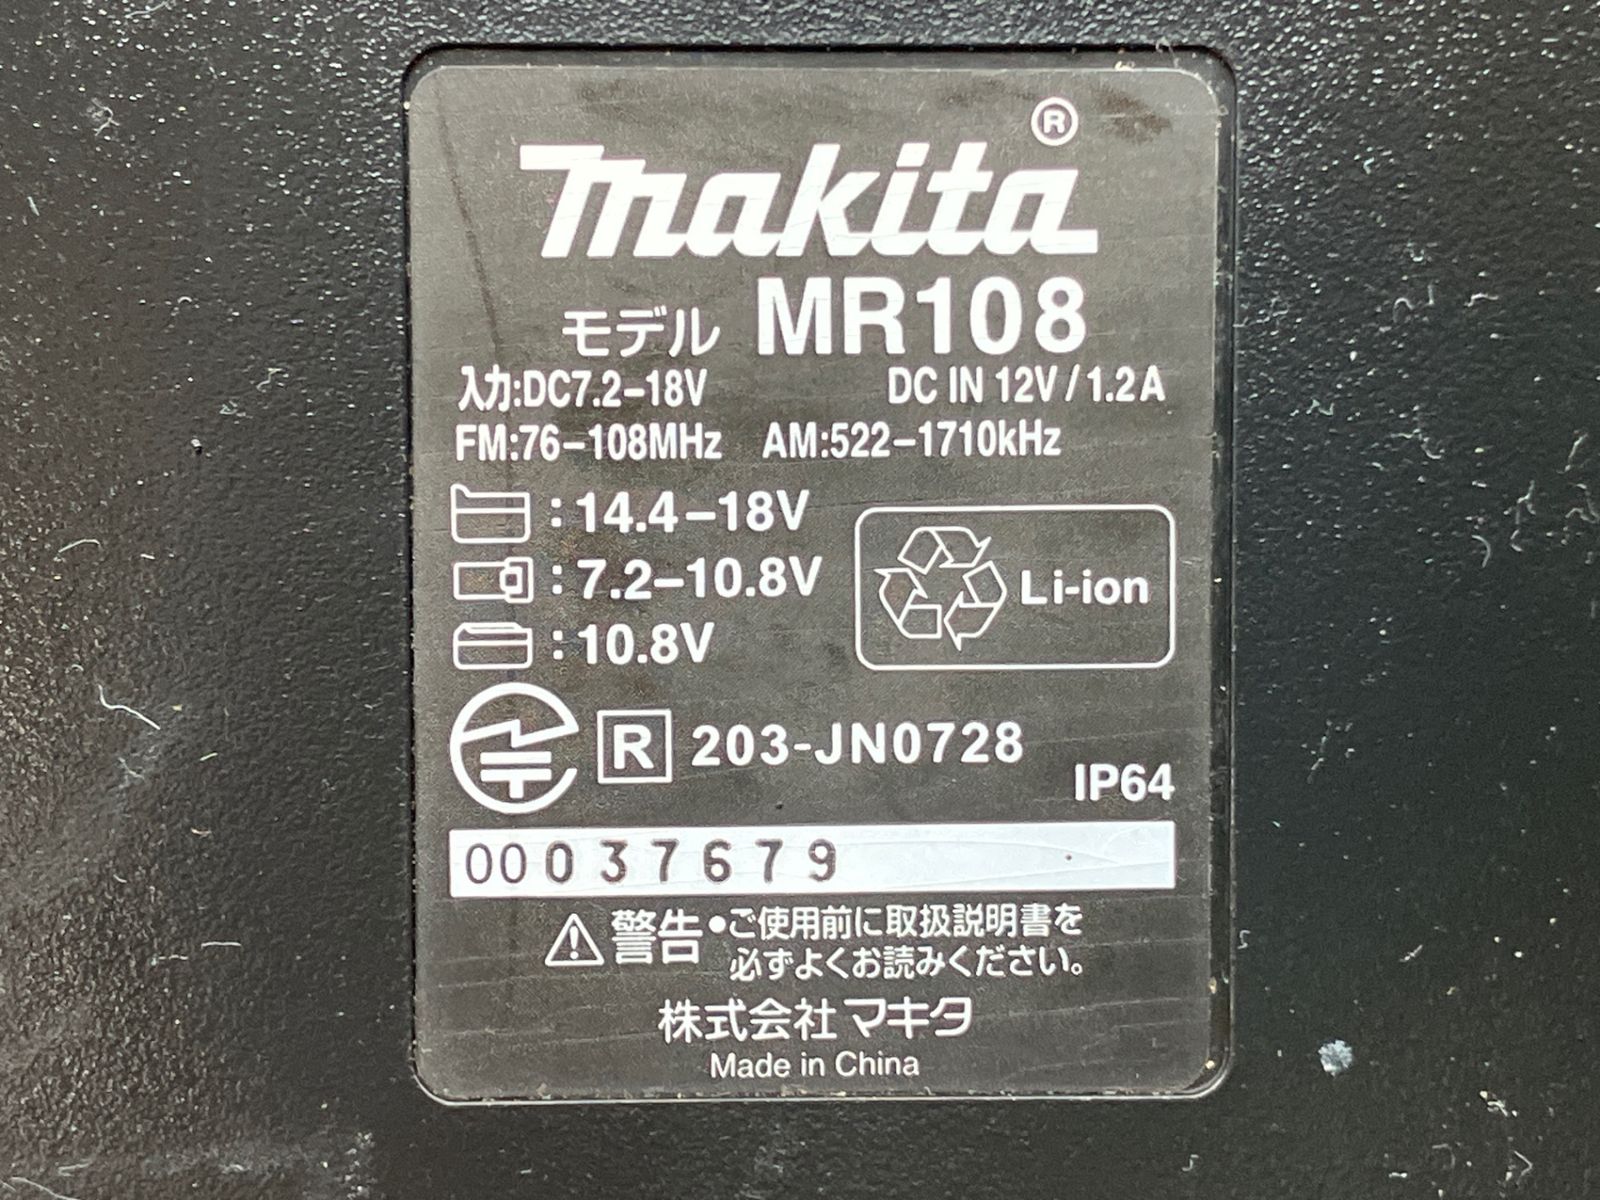 makita®
モデル MR108
入力:DC7.2-18V DC IN 12V / 1.2A
FM:76-108MHz AM:522-1710kHz
:14.4-18V
:7.2-10.8V
:10.8V
Li-ion
R 203-JN0728
IP64
00037679
警告 •ご使用前に取扱説明書を
必ずよくお読みください。
株式会社マキタ
Made in China